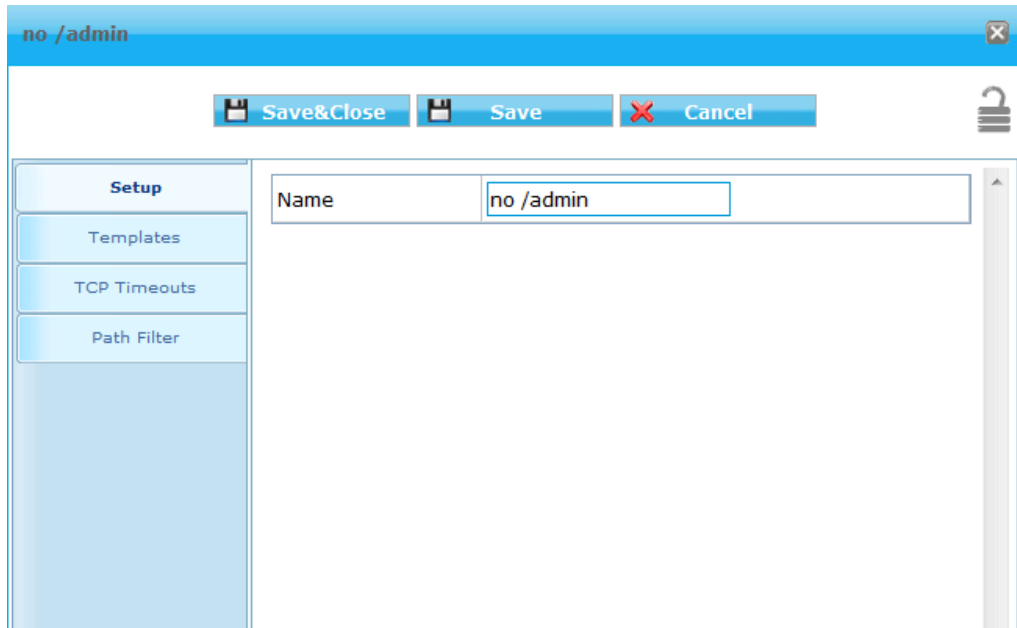 no /admin
Save&Close Save Cancel
Setup
Name no /admin
Templates
TCP Timeouts
Path Filter